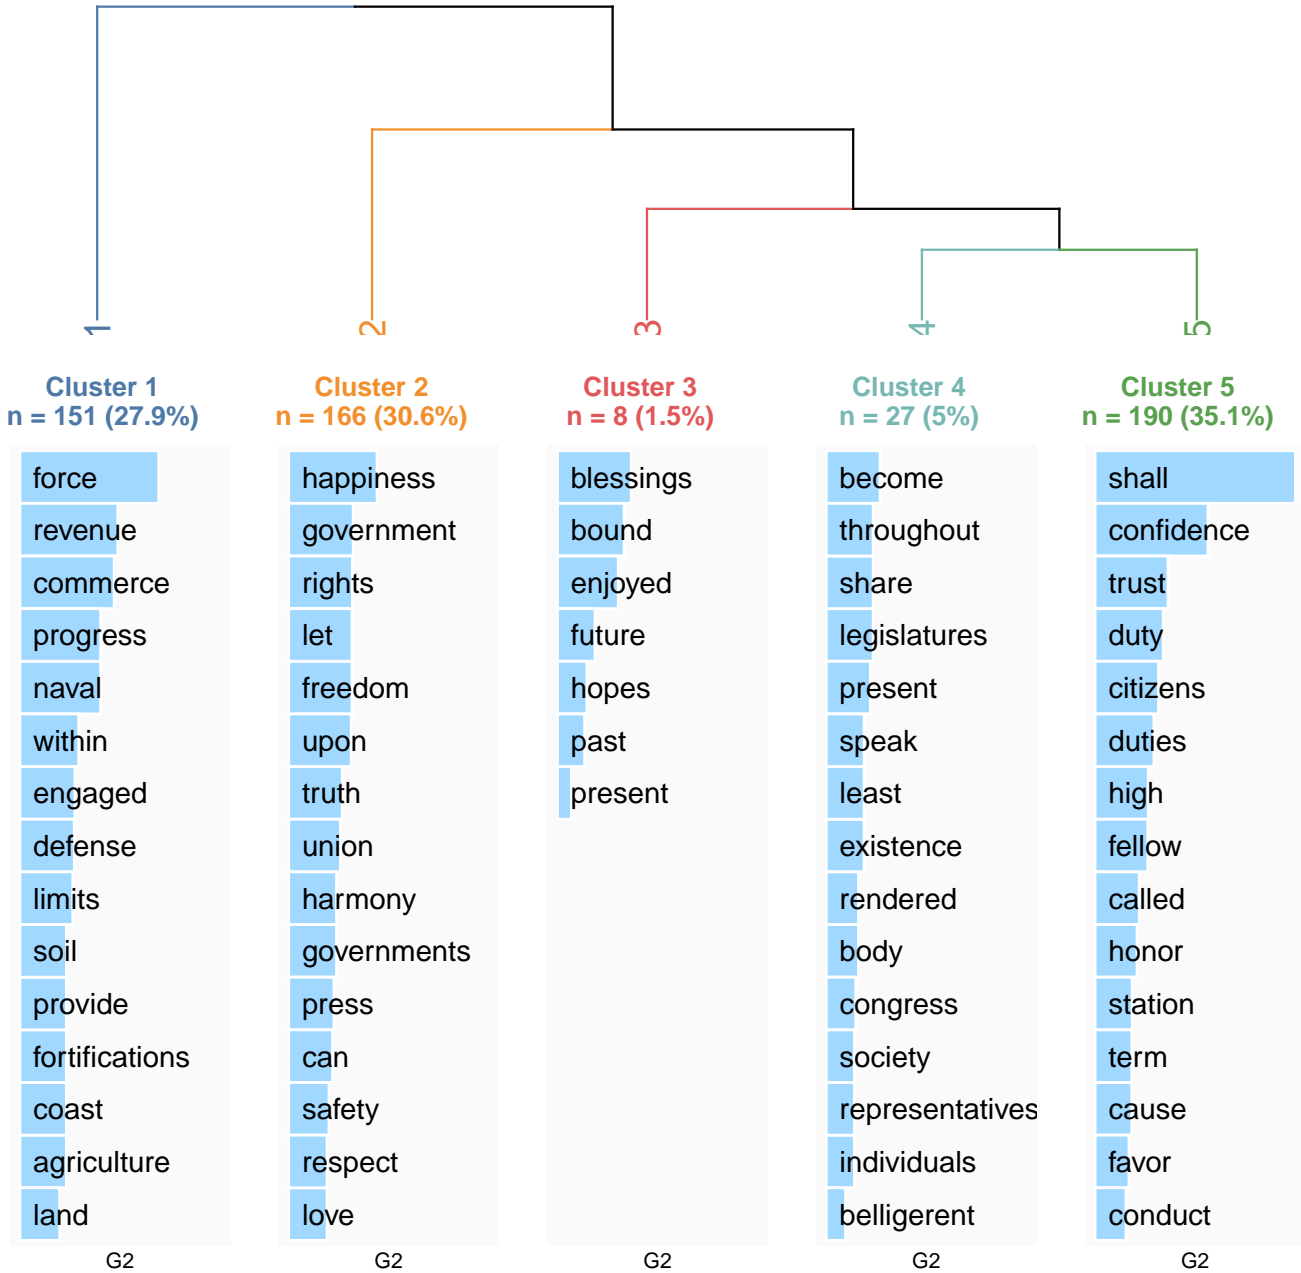 1
2
3
4
5
Cluster 1
n = 151 (27.9%)
force
revenue
commerce
progress
naval
within
engaged
defense
limits
soil
provide
fortifications
coast
agriculture
land
G2
Cluster 2
n = 166 (30.6%)
happiness
government
rights
let
freedom
upon
truth
union
harmony
governments
press
can
safety
respect
love
G2
Cluster 3
n = 8 (1.5%)
blessings
bound
enjoyed
future
hopes
past
present
G2
Cluster 4
n = 27 (5%)
become
throughout
share
legislatures
present
speak
least
existence
rendered
body
congress
society
representatives
individuals
belligerent
G2
Cluster 5
n = 190 (35.1%)
shall
confidence
trust
duty
citizens
duties
high
fellow
called
honor
station
term
cause
favor
conduct
G2